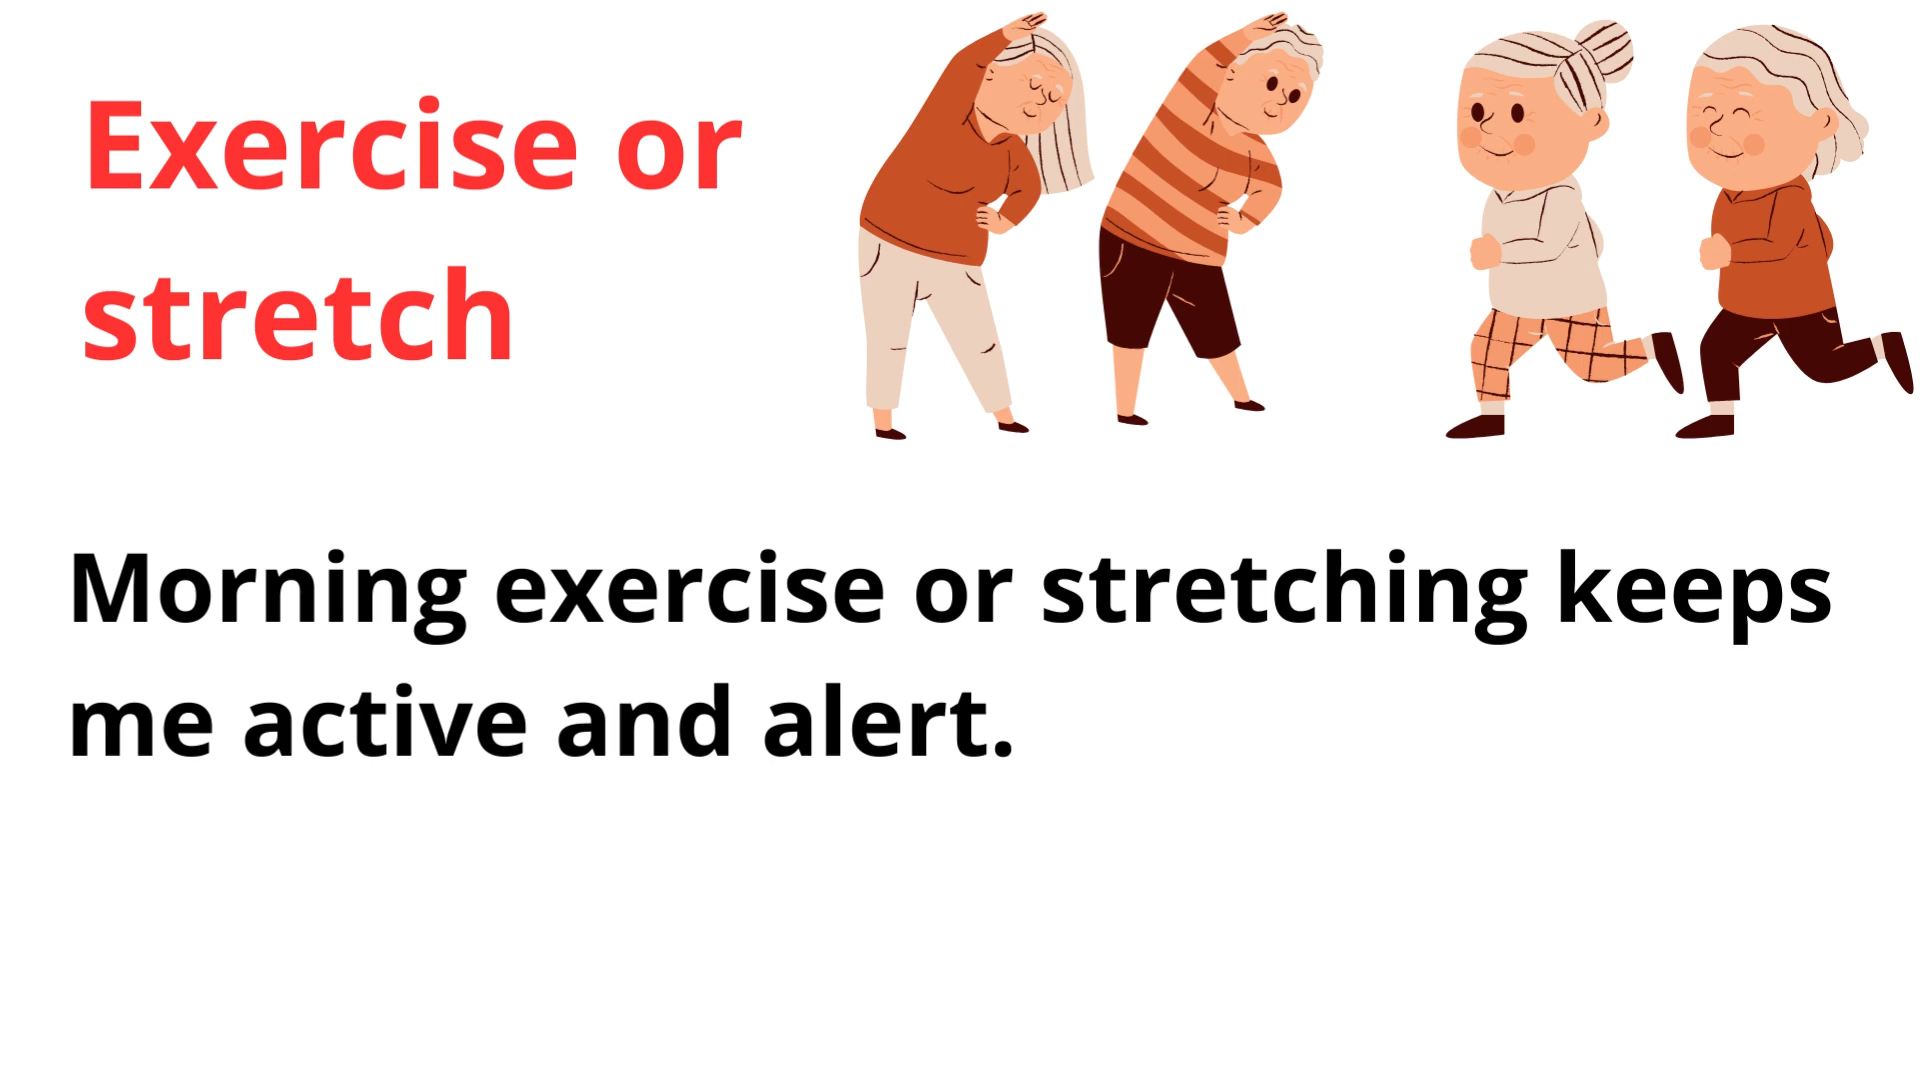 Exercise or
stretch
Morning exercise or stretching keeps
me active and alert.